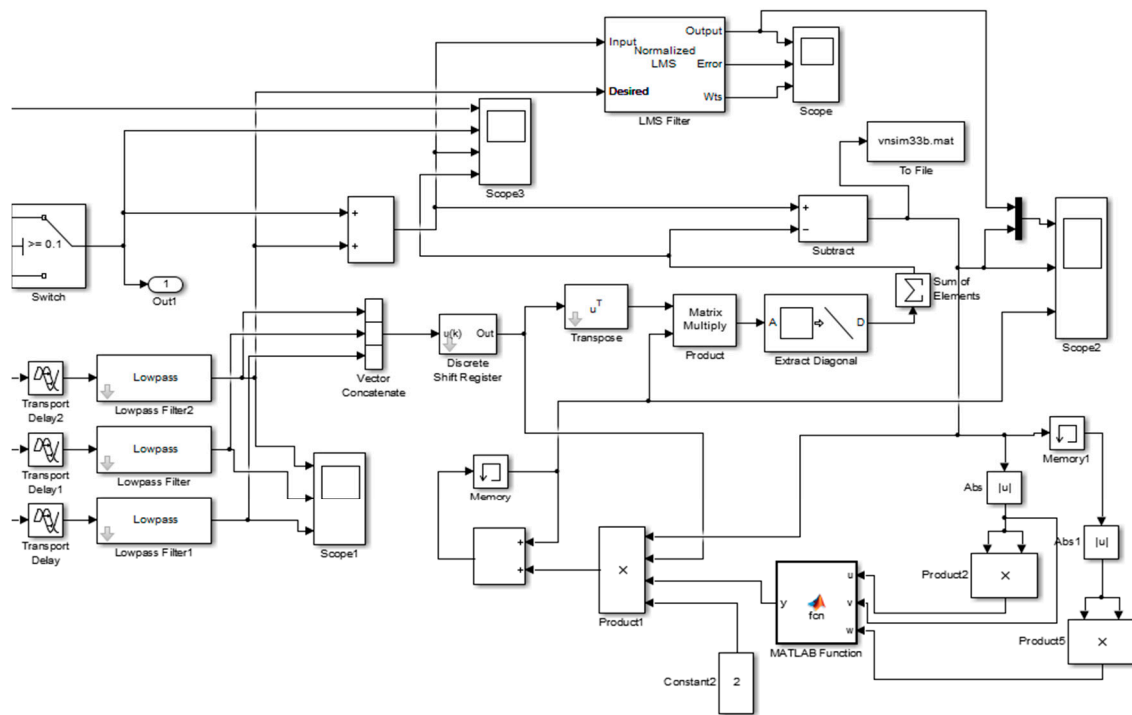 Input
Normalized
LMS
Output
Error
Desired
Wts
LMS Filter
Scope
vnsim33b.mat
To File
Scope3
+
+
+
−
Subtract
>= 0.1
Switch
1
Out1
Sum of
Elements
Σ
u(k) Out
Discrete
Shift Register
uT
Transpose
Matrix
Multiply
Product
A D
Extract Diagonal
Scope2
Vector
Concatenate
Lowpass
Transport
Delay2
Lowpass Filter2
Lowpass
Transport
Delay1
Lowpass Filter
Lowpass
Transport
Delay
Lowpass Filter1
Scope1
Memory
Memory1
Abs
|u|
Abs1
|u|
+
+
×
Product1
Product2
×
u
y
v
fcn
w
MATLAB Function
Product5
×
Constant2
2